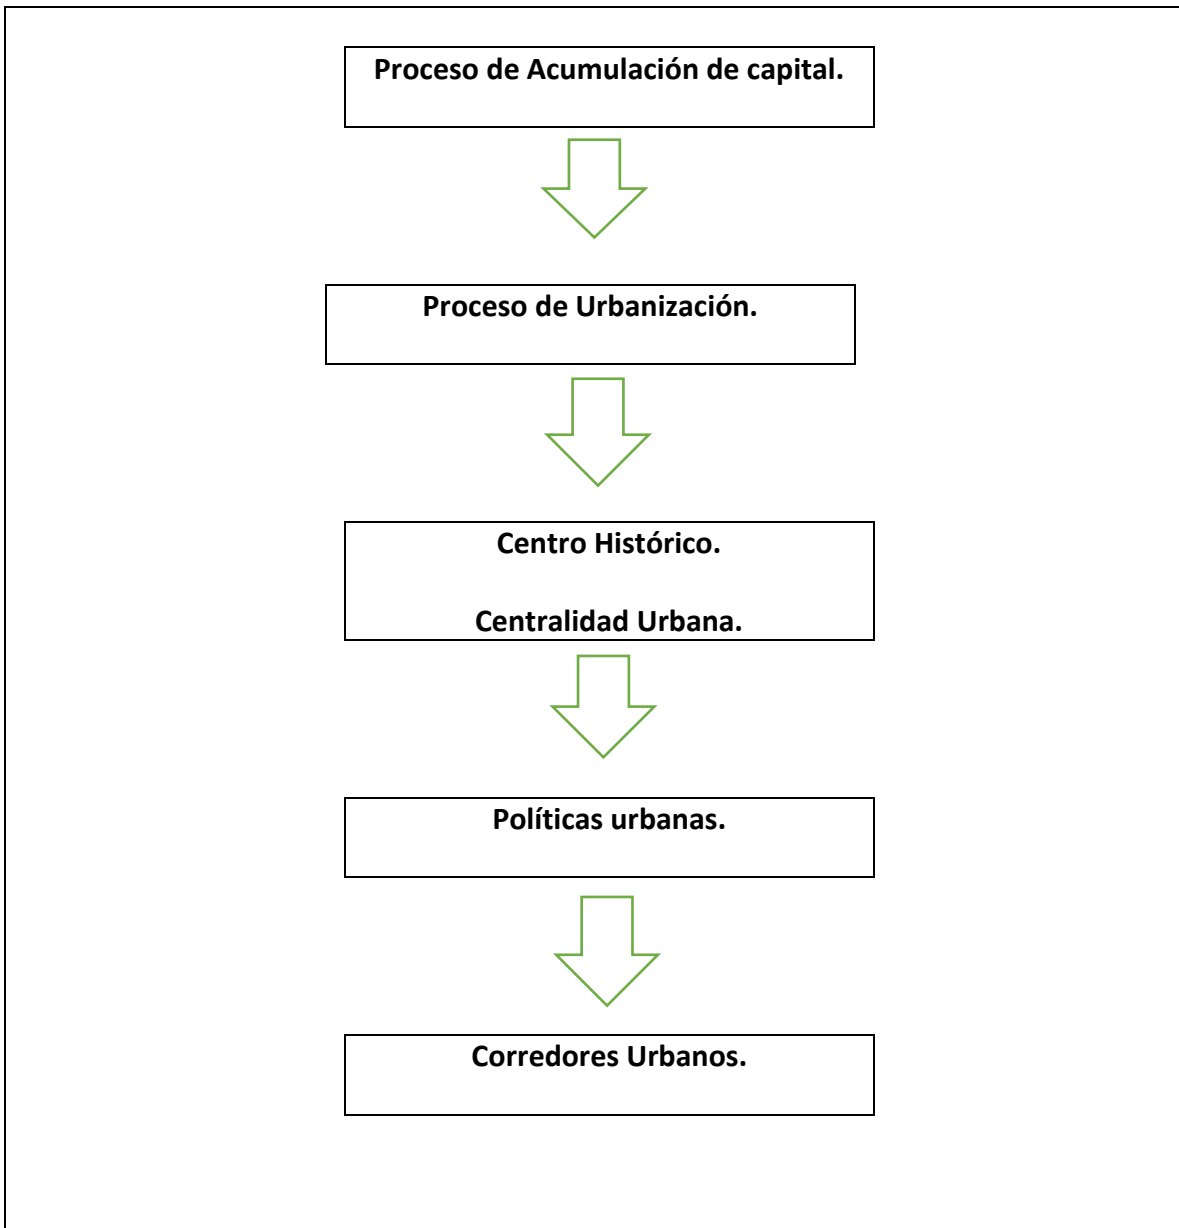 Proceso de Acumulación de capital.
Proceso de Urbanización.
Centro Histórico.
Centralidad Urbana.
Políticas urbanas.
Corredores Urbanos.